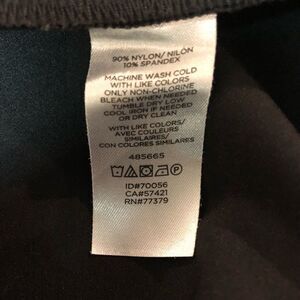 90% NYLON/ NILÓN
10% SPANDEX
MACHINE WASH COLD
WITH LIKE COLORS
ONLY NON-CHLORINE
BLEACH WHEN NEEDED
TUMBLE DRY LOW
COOL IRON IF NEEDED
OR DRY CLEAN
WITH LIKE COLORS/
AVEC COULEURS
SIMILAIRES/
CON COLORES SIMILARES
485665
ID#70056
CA#57421
RN#77379